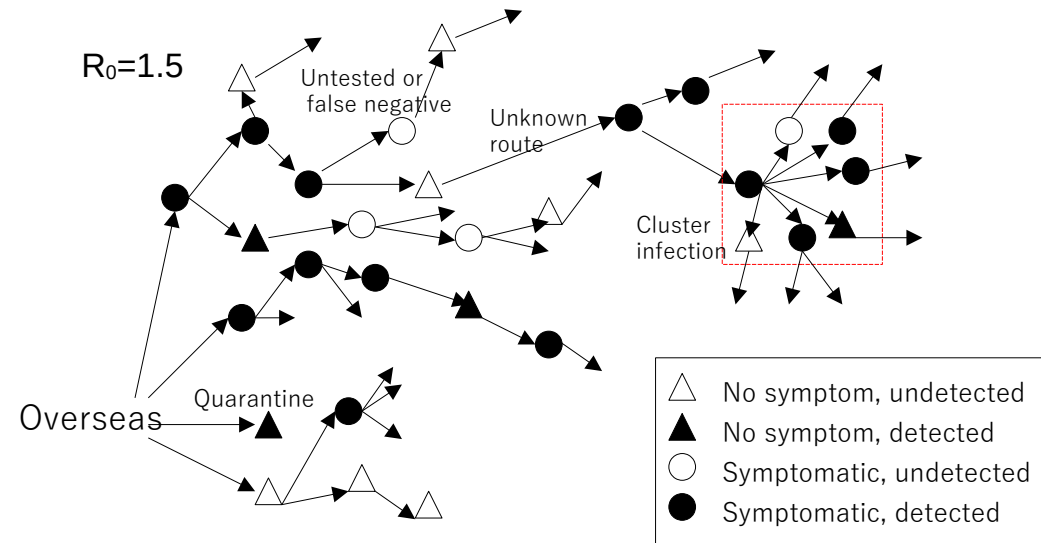 R₀=1.5
Untested or
false negative
Unknown
route
Cluster
infection
Quarantine
Overseas
No symptom, undetected
No symptom, detected
Symptomatic, undetected
Symptomatic, detected